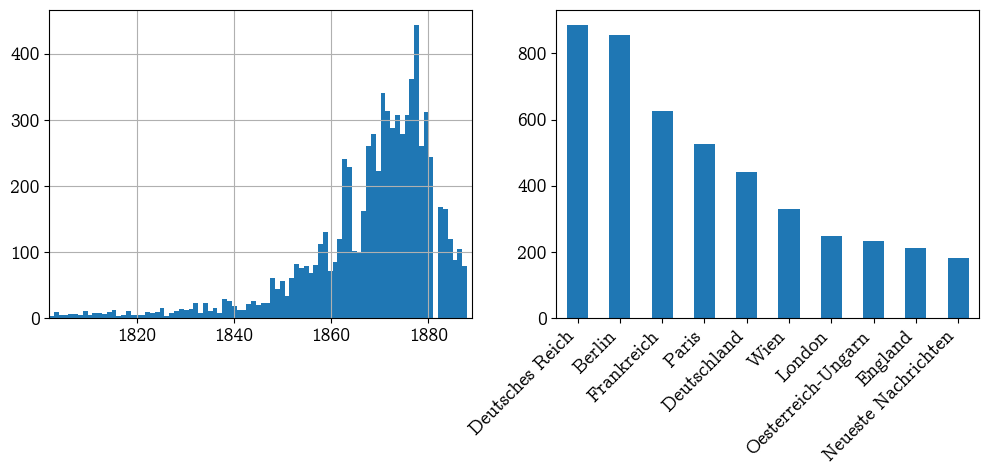 400
300
200
100
0
1820 1840 1860 1880
800
600
400
200
0
Deutsches Reich
Berlin
Frankreich
Paris
Deutschland
Wien
London
Oesterreich-Ungarn
England
Neueste Nachrichten